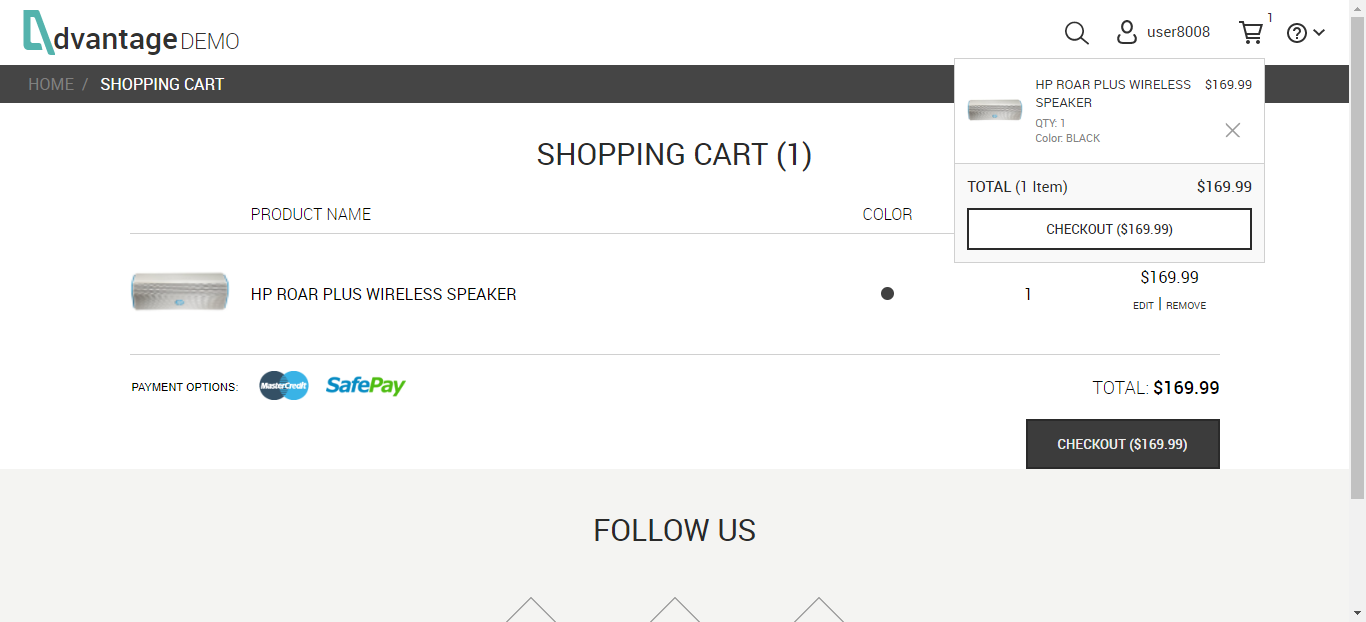 dvantage DEMO
user8008
1
HOME / SHOPPING CART
HP ROAR PLUS WIRELESS SPEAKER $169.99
QTY: 1
Color: BLACK
TOTAL (1 Item) $169.99
CHECKOUT ($169.99)
SHOPPING CART (1)
PRODUCT NAME COLOR
HP ROAR PLUS WIRELESS SPEAKER 1 $169.99
EDIT | REMOVE
PAYMENT OPTIONS: MasterCredit SafePay TOTAL: $169.99
CHECKOUT ($169.99)
FOLLOW US